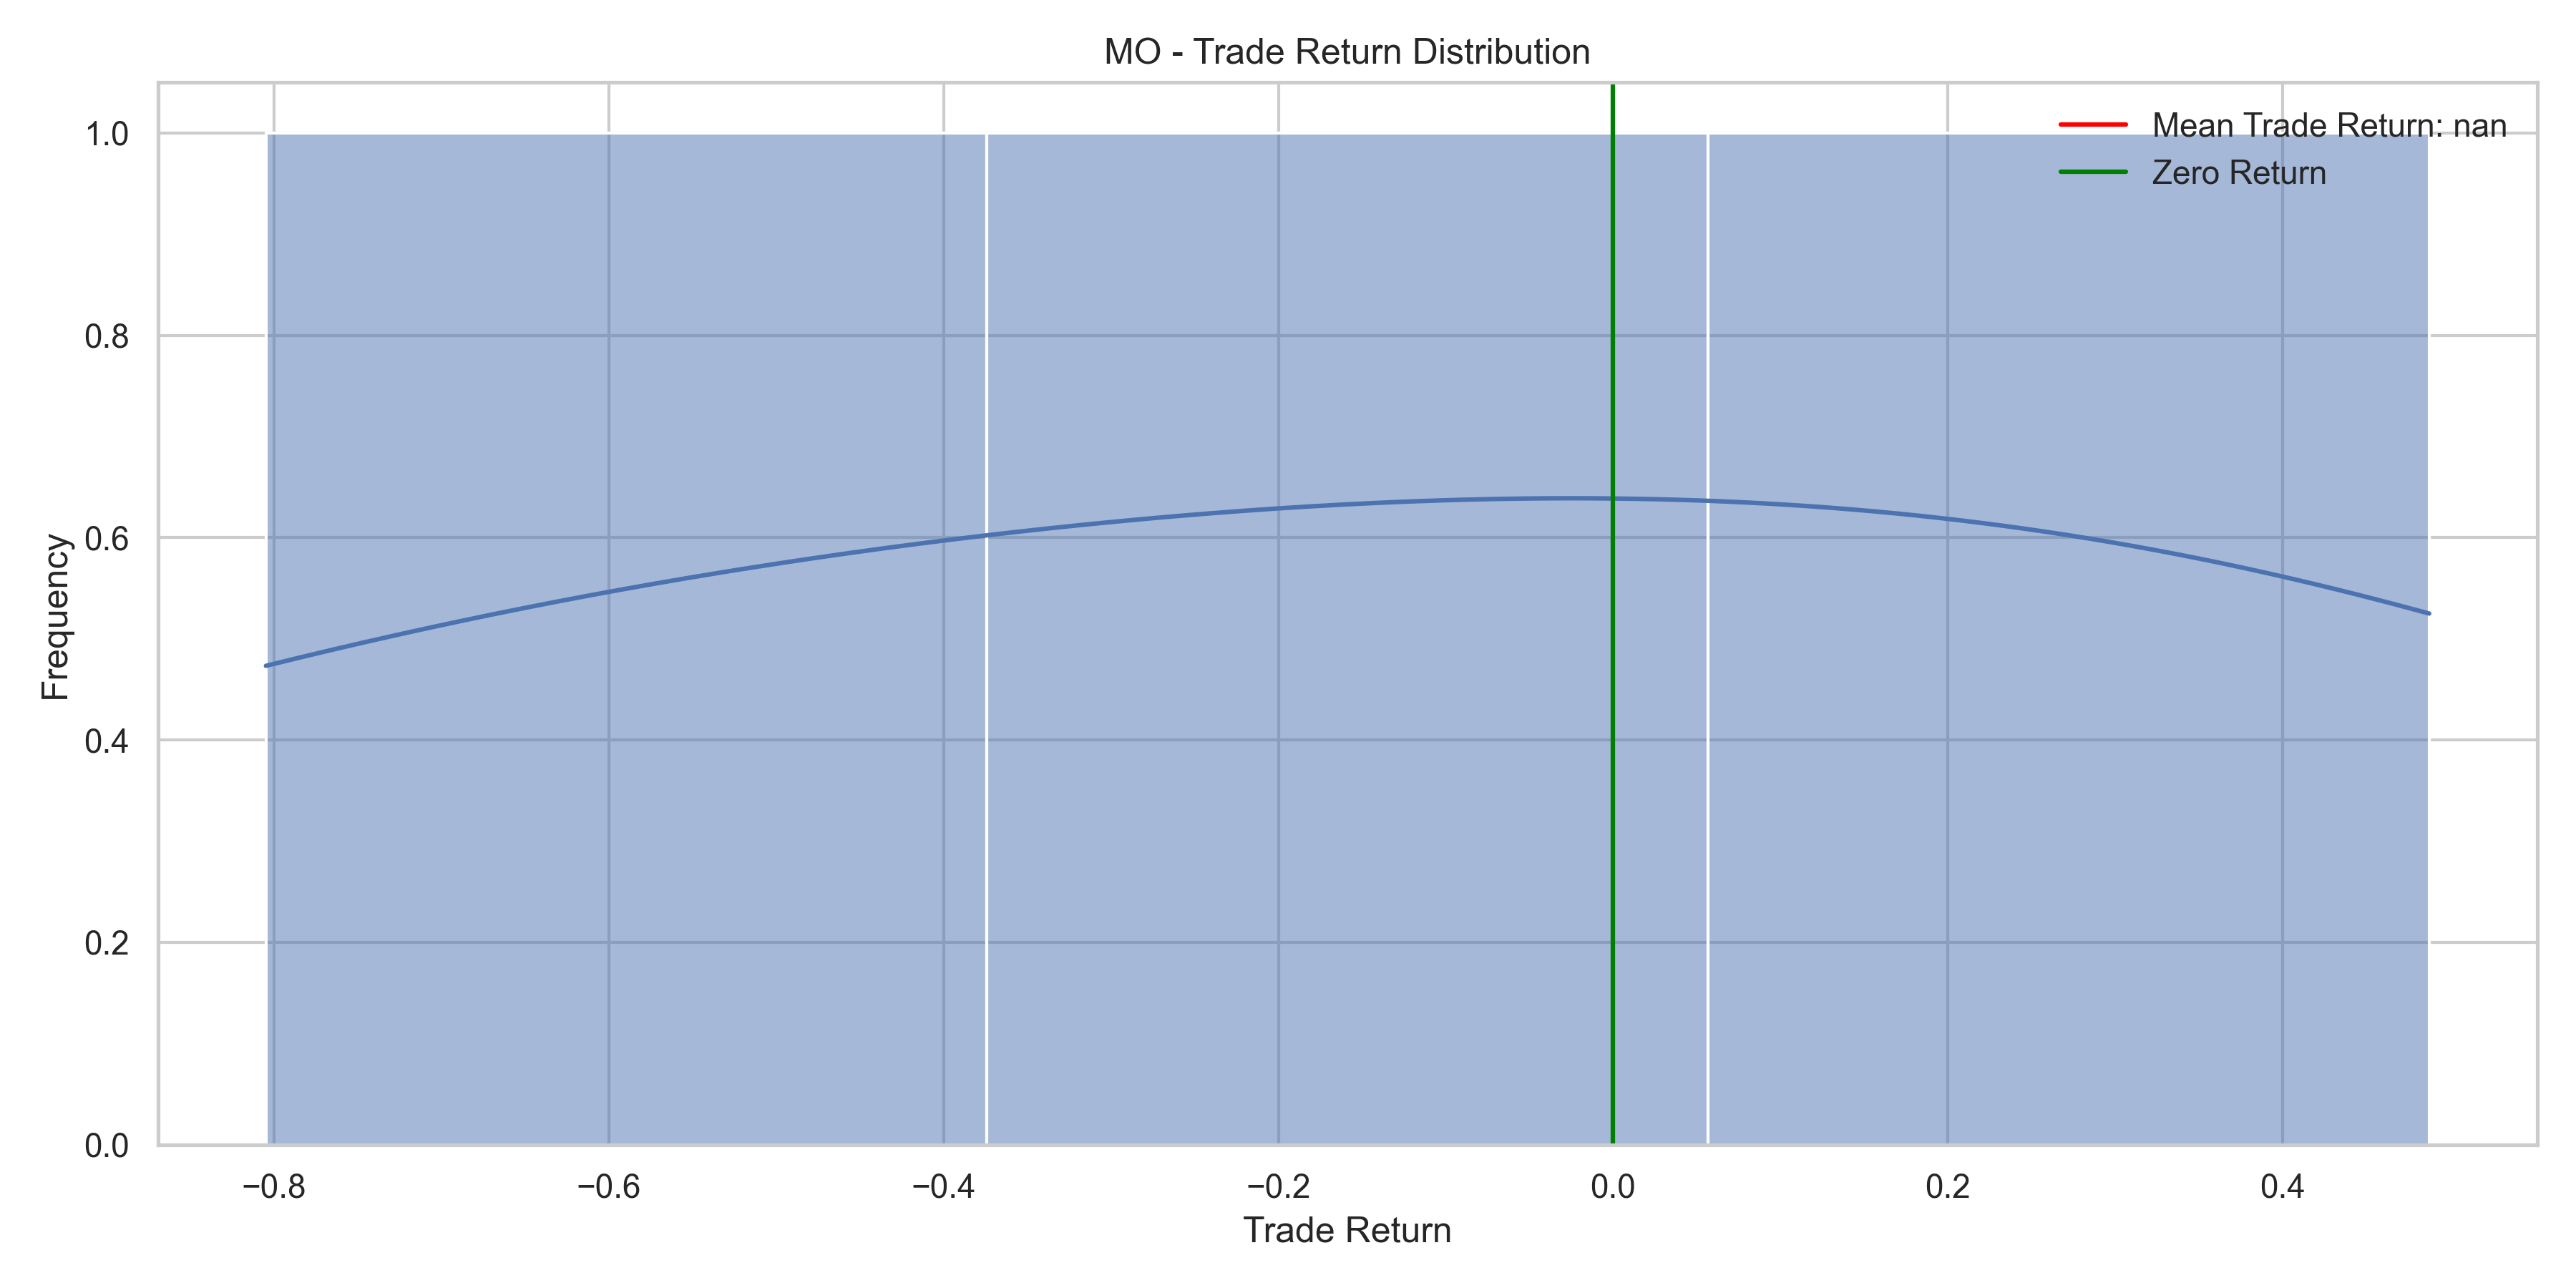 MO - Trade Return Distribution
Mean Trade Return: nan
Zero Return
1.0
0.8
0.6
0.4
0.2
0.0
Frequency
−0.8
−0.6
−0.4
−0.2
0.0
0.2
0.4
Trade Return